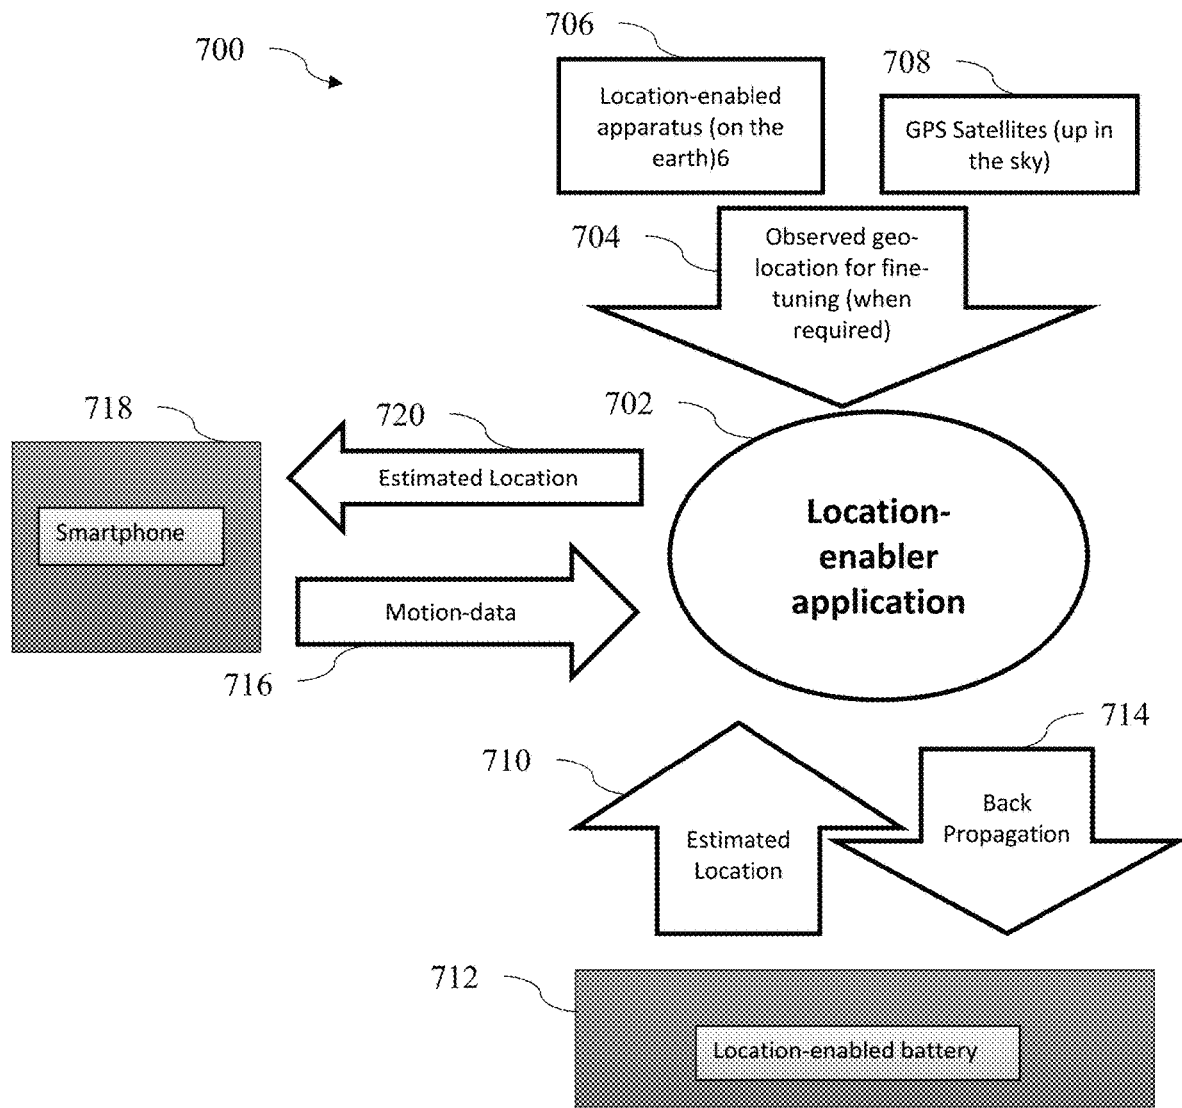 700
706
Location-enabled
apparatus (on the
earth)6
708
GPS Satellites (up in
the sky)
704
Observed geo-
location for fine-
tuning (when
required)
718
720
702
Estimated Location
Smartphone
Location-
enabler
application
Motion-data
716
714
710
Back
Propagation
Estimated
Location
712
Location-enabled battery